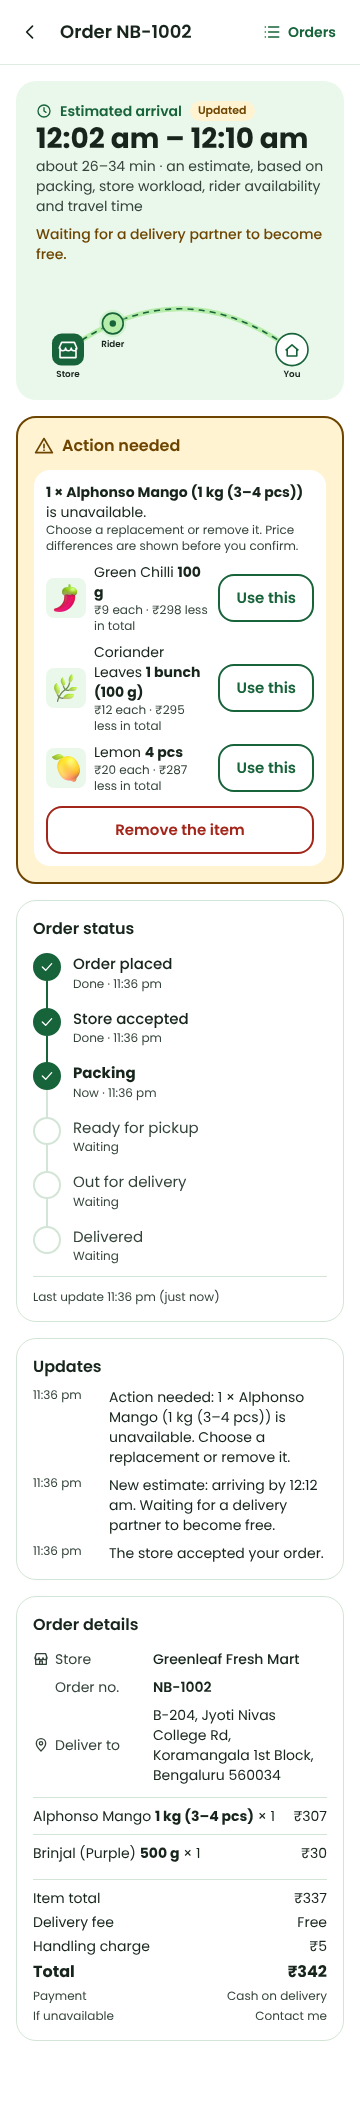 Order NB-1002
Orders
Estimated arrival Updated
12:02 am – 12:10 am
about 26–34 min · an estimate, based on
packing, store workload, rider availability
and travel time
Waiting for a delivery partner to become
free.
Rider
Store
You
Action needed
1 × Alphonso Mango (1 kg (3–4 pcs))
is unavailable.
Choose a replacement or remove it. Price
differences are shown before you confirm.
Green Chilli 100
g
₹9 each · ₹298 less
in total
Use this
Coriander
Leaves 1 bunch
(100 g)
₹12 each · ₹295
less in total
Use this
Lemon 4 pcs
₹20 each · ₹287
less in total
Use this
Remove the item
Order status
Order placed
Done · 11:36 pm
Store accepted
Done · 11:36 pm
Packing
Now · 11:36 pm
Ready for pickup
Waiting
Out for delivery
Waiting
Delivered
Waiting
Last update 11:36 pm (just now)
Updates
11:36 pm
Action needed: 1 × Alphonso
Mango (1 kg (3–4 pcs)) is
unavailable. Choose a
replacement or remove it.
11:36 pm
New estimate: arriving by 12:12
am. Waiting for a delivery
partner to become free.
11:36 pm
The store accepted your order.
Order details
Store Greenleaf Fresh Mart
Order no. NB-1002
Deliver to
B-204, Jyoti Nivas
College Rd,
Koramangala 1st Block,
Bengaluru 560034
Alphonso Mango 1 kg (3–4 pcs) × 1 ₹307
Brinjal (Purple) 500 g × 1 ₹30
Item total ₹337
Delivery fee Free
Handling charge ₹5
Total ₹342
Payment Cash on delivery
If unavailable Contact me